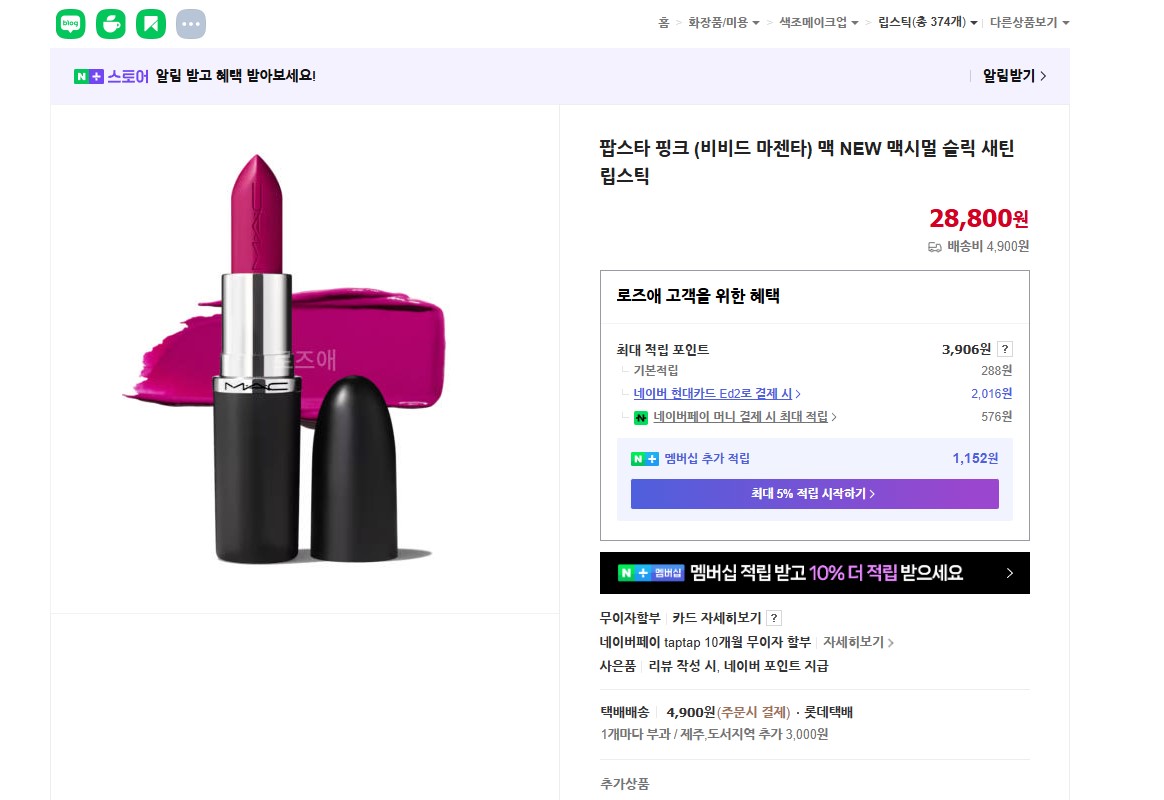 blog
홈 > 화장품/미용 > 색조메이크업 > 립스틱(총 374개) 다른상품보기
N+ 스토어 알림 받고 혜택 받아보세요!
알림받기 >
MAC
MAC
로즈애
팝스타 핑크 (비비드 마젠타) 맥 NEW 맥시멀 슬릭 새틴
립스틱
28,800원
배송비 4,900원
로즈애 고객을 위한 혜택
최대 적립 포인트 3,906원 ?
기본적립 288원
네이버 현대카드 Ed2로 결제 시 > 2,016원
네이버페이 머니 결제 시 최대 적립 > 576원
N+ 멤버십 추가 적립 1,152원
최대 5% 적립 시작하기 >
N+ 멤버십 멤버십 적립 받고 10% 더 적립 받으세요 >
무이자할부 카드 자세히보기 ?
네이버페이 taptap 10개월 무이자 할부 자세히보기 >
사은품 리뷰 작성 시, 네이버 포인트 지급
택배배송 4,900원(주문시 결제) · 롯데택배
1개마다 부과 / 제주,도서지역 추가 3,000원
추가상품